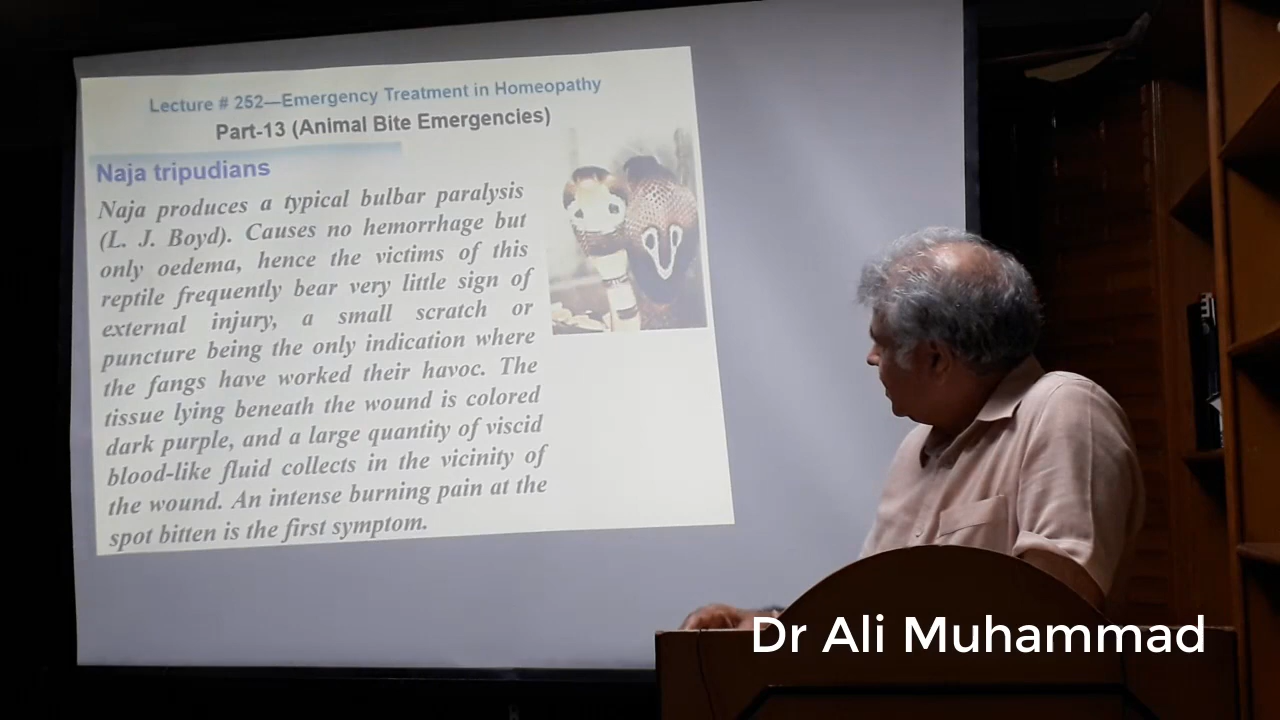 Lecture # 252—Emergency Treatment in Homeopathy
Part-13 (Animal Bite Emergencies)
Naja tripudians
Naja produces a typical bulbar paralysis
(L. J. Boyd). Causes no hemorrhage but
only oedema, hence the victims of this
reptile frequently bear very little sign of
external injury, a small scratch or
puncture being the only indication where
the fangs have worked their havoc. The
tissue lying beneath the wound is colored
dark purple, and a large quantity of viscid
blood-like fluid collects in the vicinity of
the wound. An intense burning pain at the
spot bitten is the first symptom.
Dr Ali Muhammad